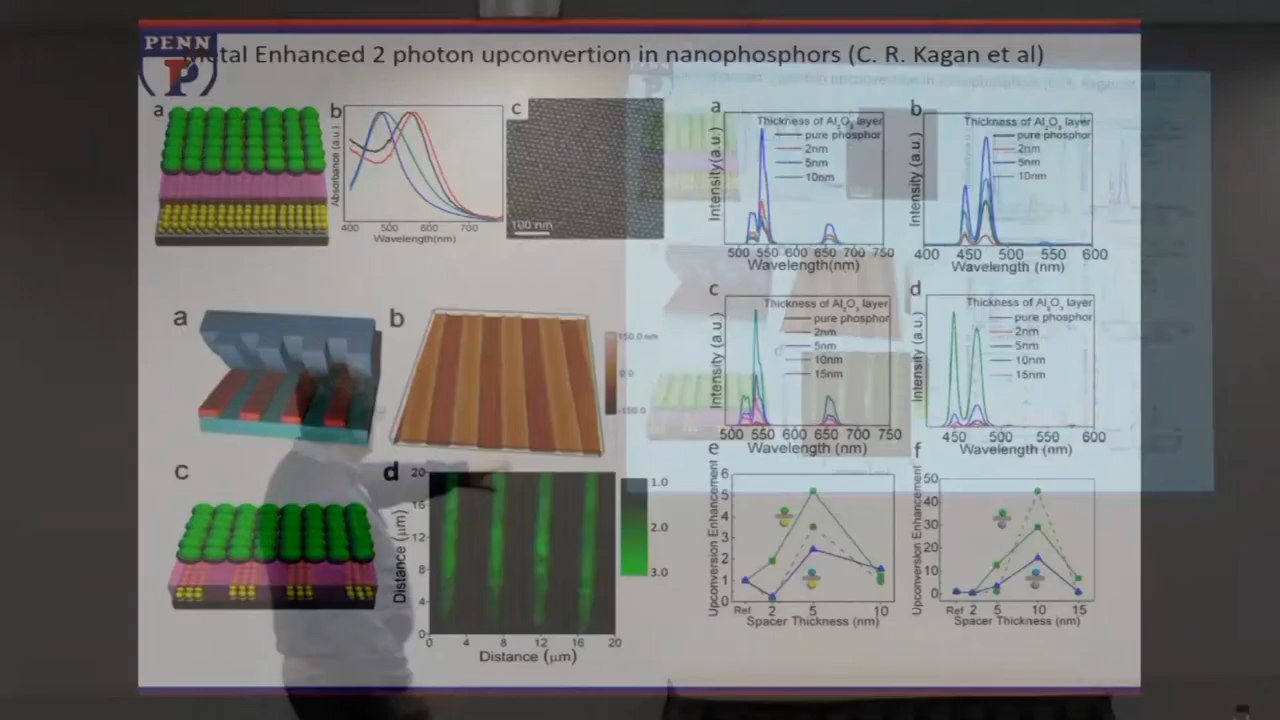 PENN
Metal Enhanced 2 photon upconvertion in nanophosphors (C. R. Kagan et al)
a
b
Absorbance (a.u.)
400 500 600 700
Wavelength(nm)
c
100 nm
a
b
150.0 nm
0.0
-150.0
c
d
20
16
12
8
4
0
Distance (μm)
0 4 8 12 16 20
Distance (μm)
1.0
2.0
3.0
a
Thickness of Al2O3 layer
pure phosphor
2nm
5nm
10nm
Intensity(a.u.)
500 550 600 650 700 750
Wavelength(nm)
b
Thickness of Al2O3 layer
pure phosphor
2nm
5nm
10nm
Intensity (a.u.)
400 450 500 550 600
Wavelength (nm)
c
Thickness of Al2O3 layer
pure phosphor
2nm
5nm
10nm
15nm
Intensity (a.u.)
500 550 600 650 700 750
Wavelength (nm)
d
Thickness of Al2O3 layer
pure phosphor
2nm
5nm
10nm
15nm
Intensity (a.u.)
450 500 550 600
Wavelength (nm)
e
6
5
4
3
2
1
0
Upconversion Enhancement
Ref 2 5 10
Spacer Thickness (nm)
f
50
40
30
20
10
0
Upconversion Enhancement
Ref 2 5 10 15
Spacer Thickness (nm)